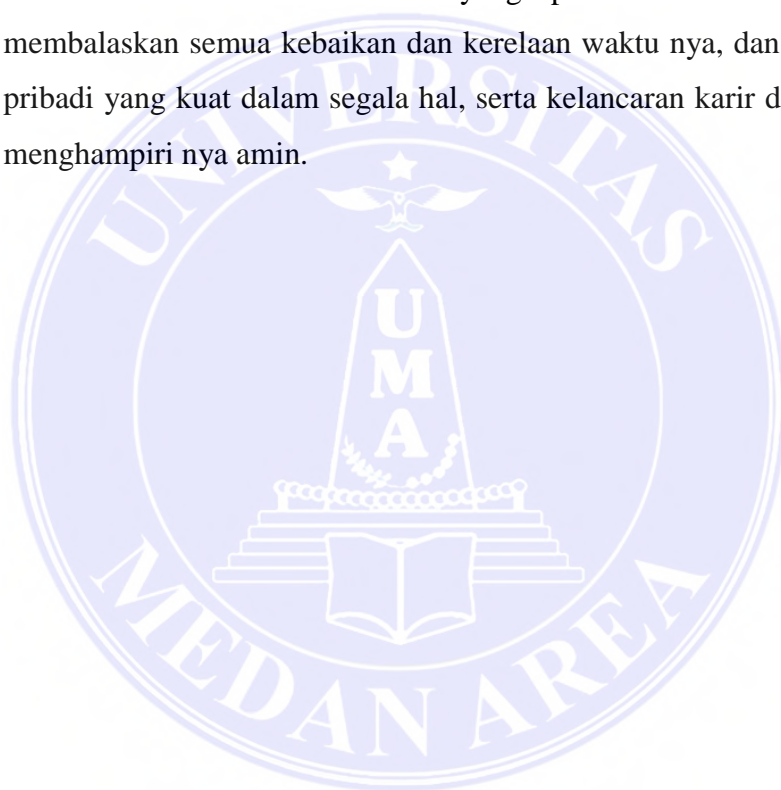 membalaskan semua kebaikan dan kerelaan waktu nya, dan
pribadi yang kuat dalam segala hal, serta kelancaran karir d
menghampiri nya amin.
UNIVERSITAS
UMA
MEDAN AREA